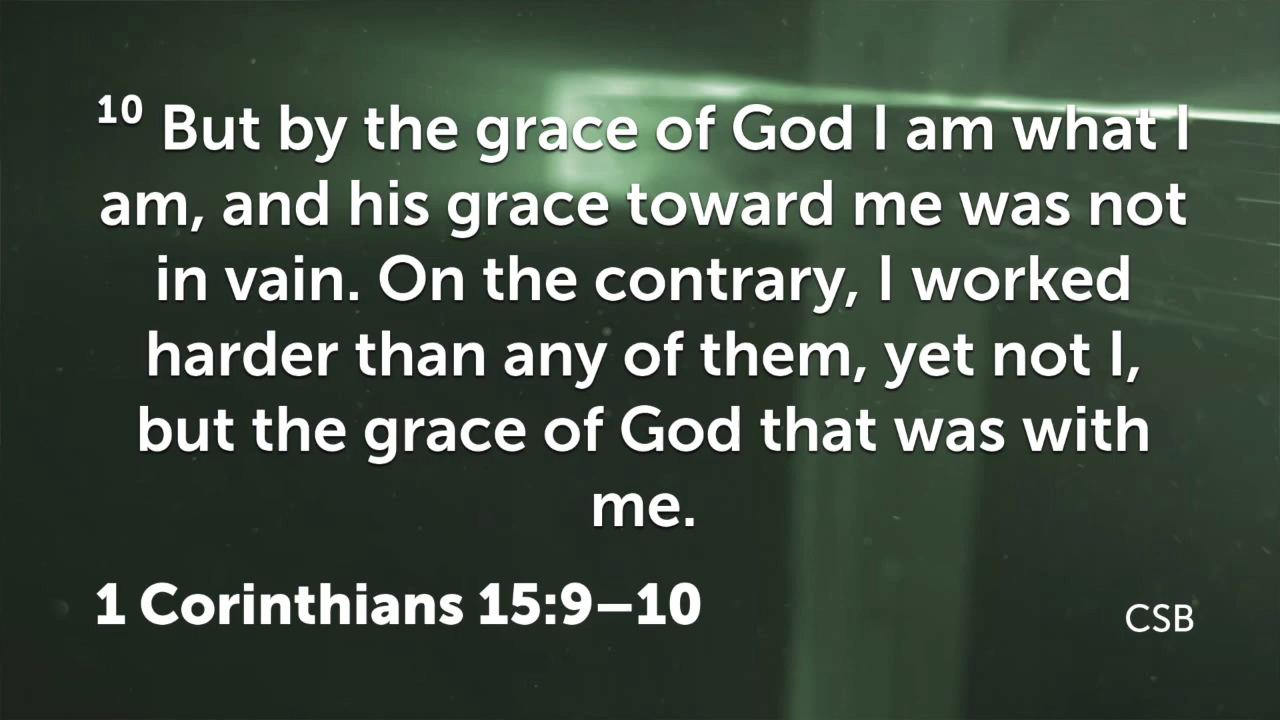 10 But by the grace of God I am what I
am, and his grace toward me was not
in vain. On the contrary, I worked
harder than any of them, yet not I,
but the grace of God that was with
me.
1 Corinthians 15:9–10
CSB